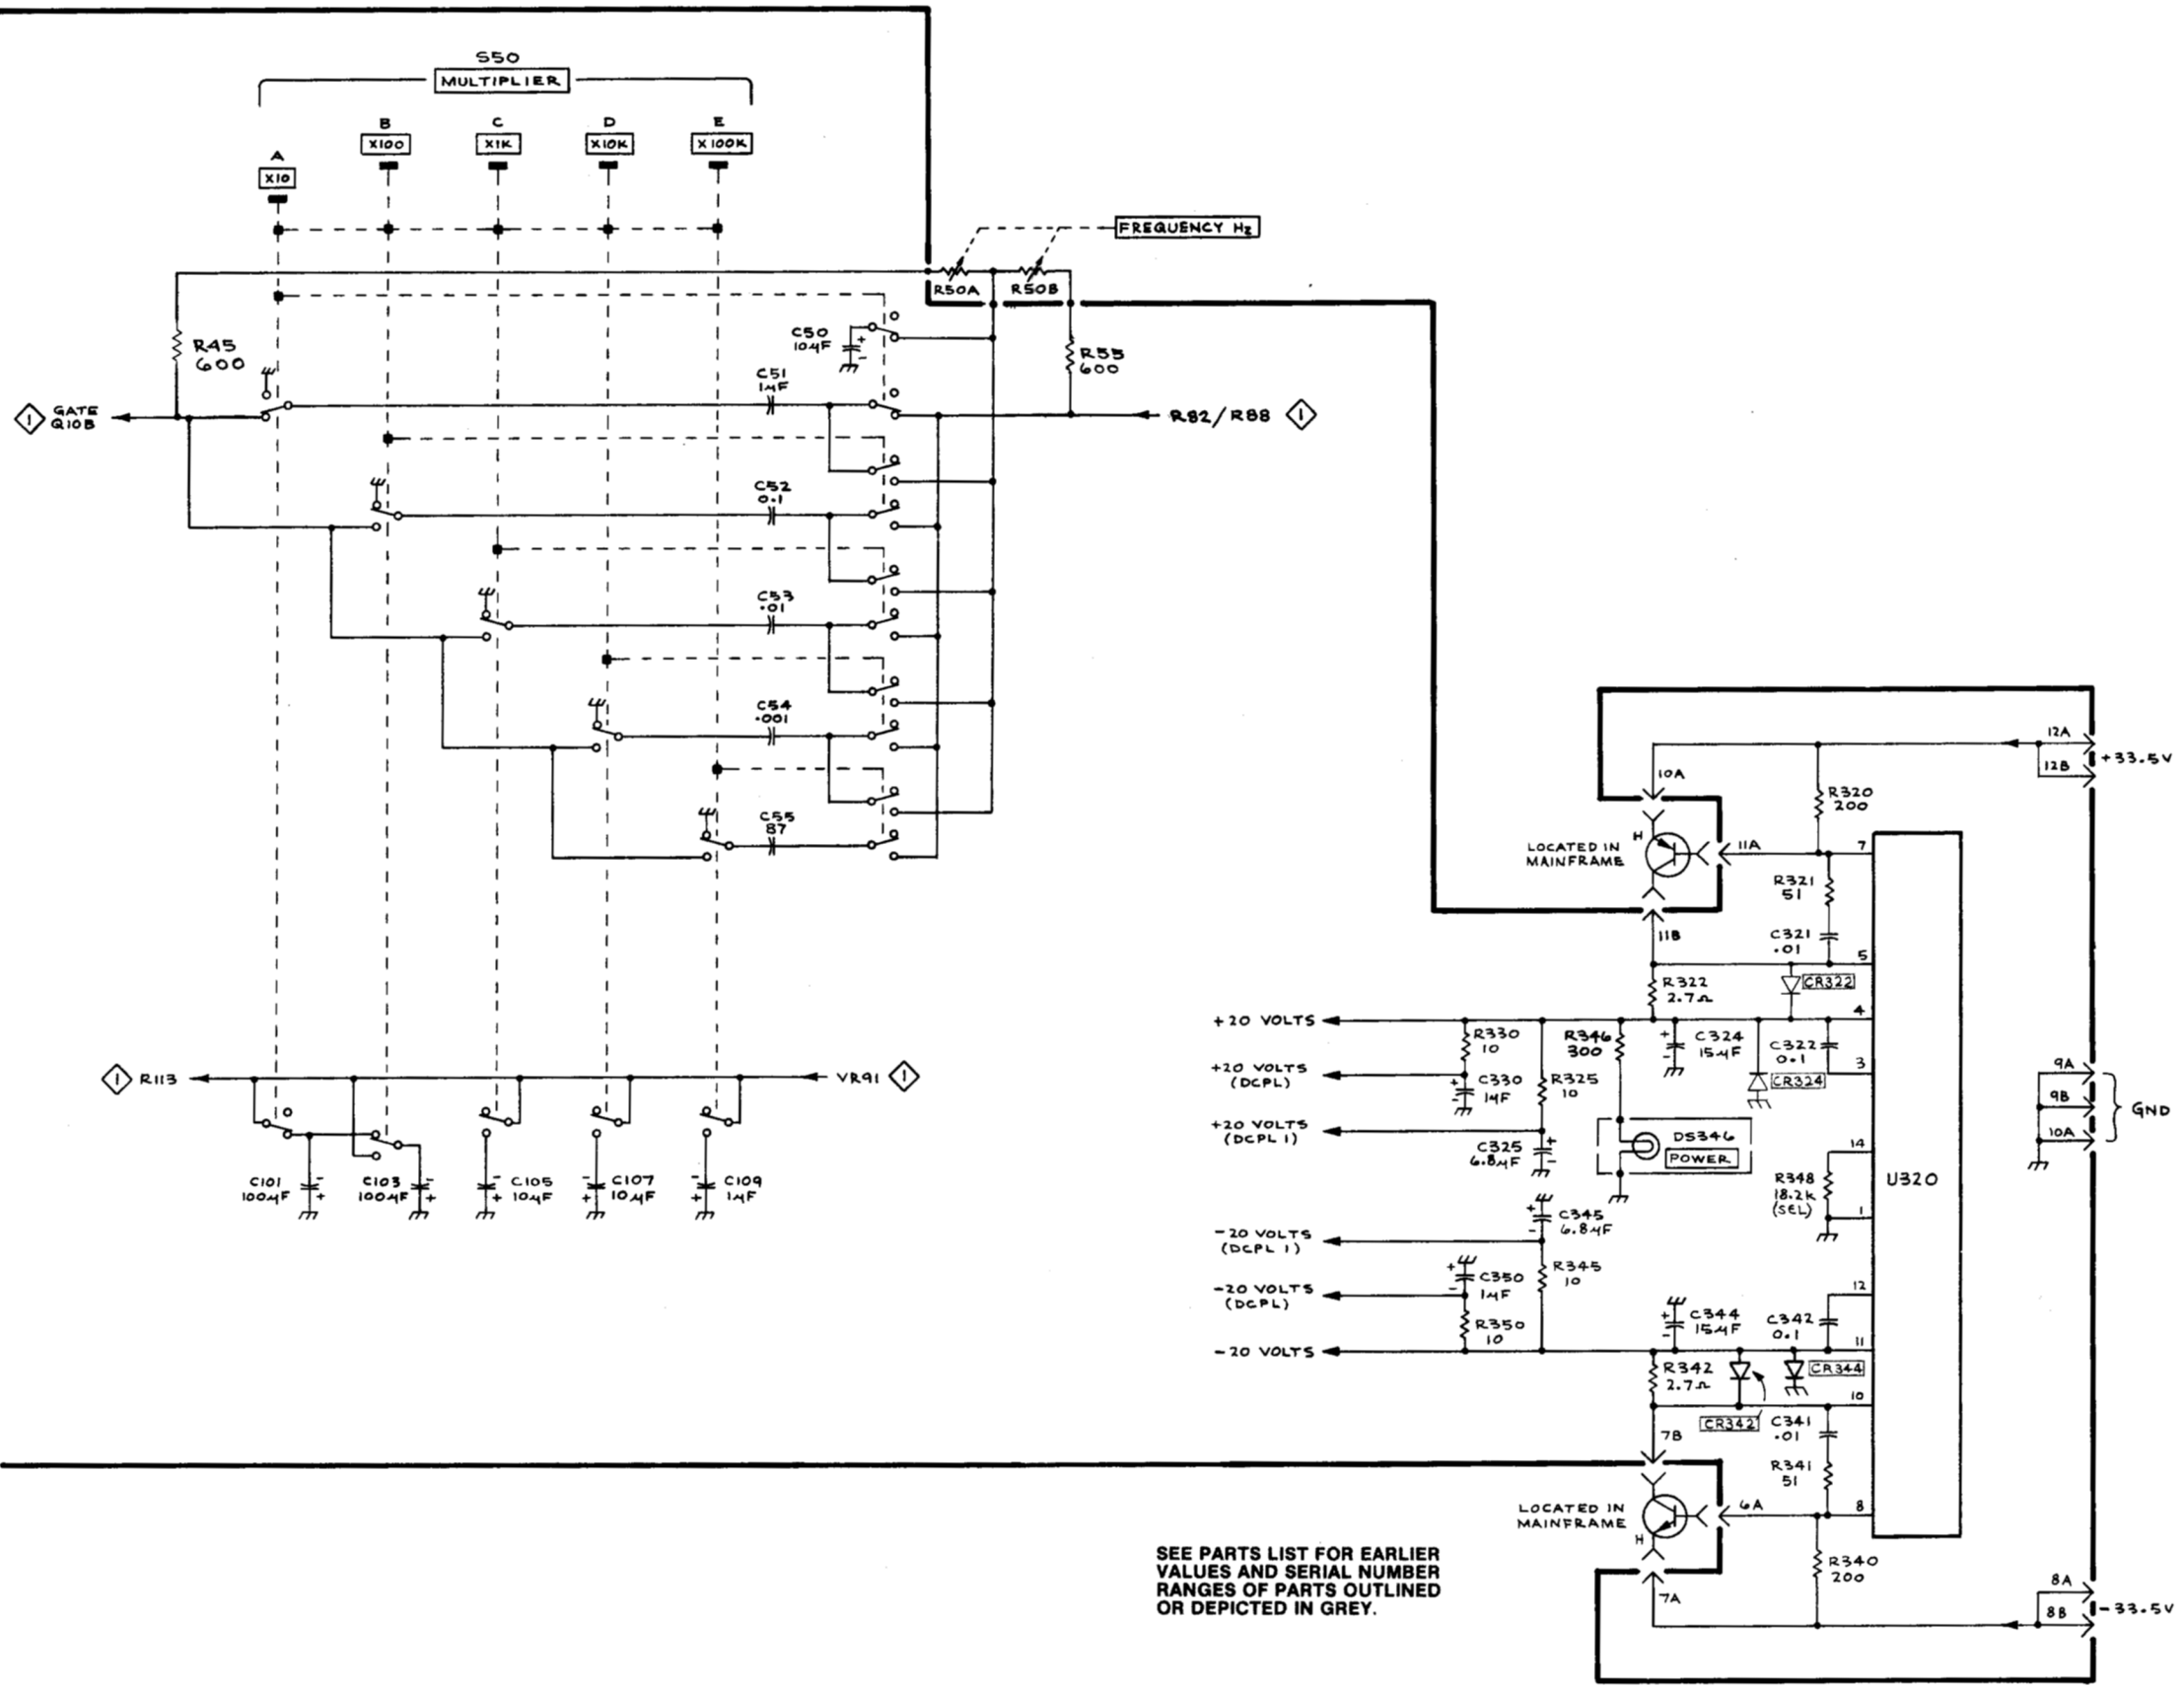 S50
MULTIPLIER
A
X10
B
X100
C
X1K
D
X10K
E
X100K
FREQUENCY Hz
R50A
R50B
R45
600
C50
10µF
+
-
R55
600
1
GATE
Q10B
C51
1µF
R82/R88
1
C52
0.1
C53
.01
C54
.001
C55
87
1
R113
VR91
1
C101
100µF
+
C103
100µF
-
+
C105
10µF
-
+
C107
10µF
-
+
C109
1µF
-
+
12A
12B
+33.5V
10A
R320
200
LOCATED IN
MAINFRAME
H
11A
7
R321
51
C321
.01
11B
5
R322
2.7Ω
CR322
4
+20 VOLTS
R330
10
R346
300
+
-
C324
15µF
C322
0.1
3
CR324
+20 VOLTS
(DCPL)
+
-
C330
1µF
R325
10
+20 VOLTS
(DCPL 1)
C325
6.8µF
+
-
DS346
POWER
14
R348
18.2K
(SEL)
1
U320
9A
9B
10A
GND
+
-
C345
6.8µF
-20 VOLTS
(DCPL 1)
+
-
C350
1µF
R345
10
-20 VOLTS
(DCPL)
R350
10
12
+
-
C344
15µF
C342
0.1
11
-20 VOLTS
R342
2.7Ω
CR344
10
CR342
C341
.01
7B
R341
51
LOCATED IN
MAINFRAME
H
6A
8
R340
200
7A
8A
8B
-33.5V
SEE PARTS LIST FOR EARLIER
VALUES AND SERIAL NUMBER
RANGES OF PARTS OUTLINED
OR DEPICTED IN GREY.